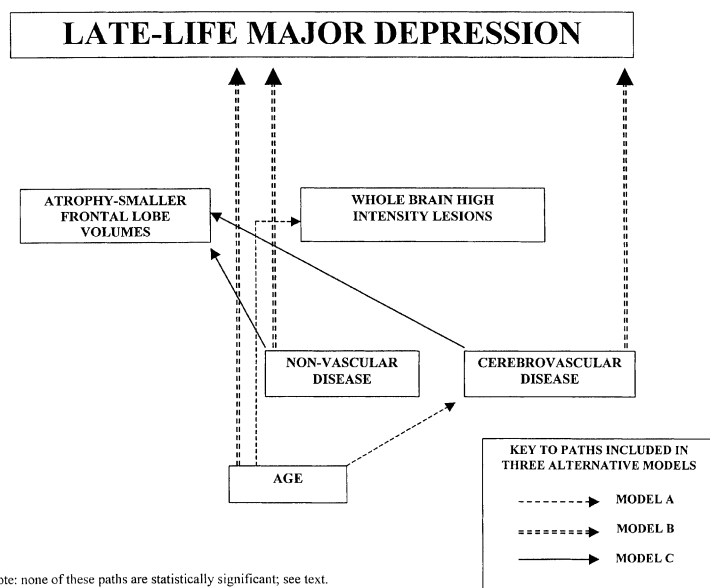 LATE-LIFE MAJOR DEPRESSION
ATROPHY-SMALLER
FRONTAL LOBE
VOLUMES
WHOLE BRAIN HIGH
INTENSITY LESIONS
NON-VASCULAR
DISEASE
CEREBROVASCULAR
DISEASE
AGE
KEY TO PATHS INCLUDED IN
THREE ALTERNATIVE MODELS
MODEL A
MODEL B
MODEL C
ote: none of these paths are statistically significant; see text.